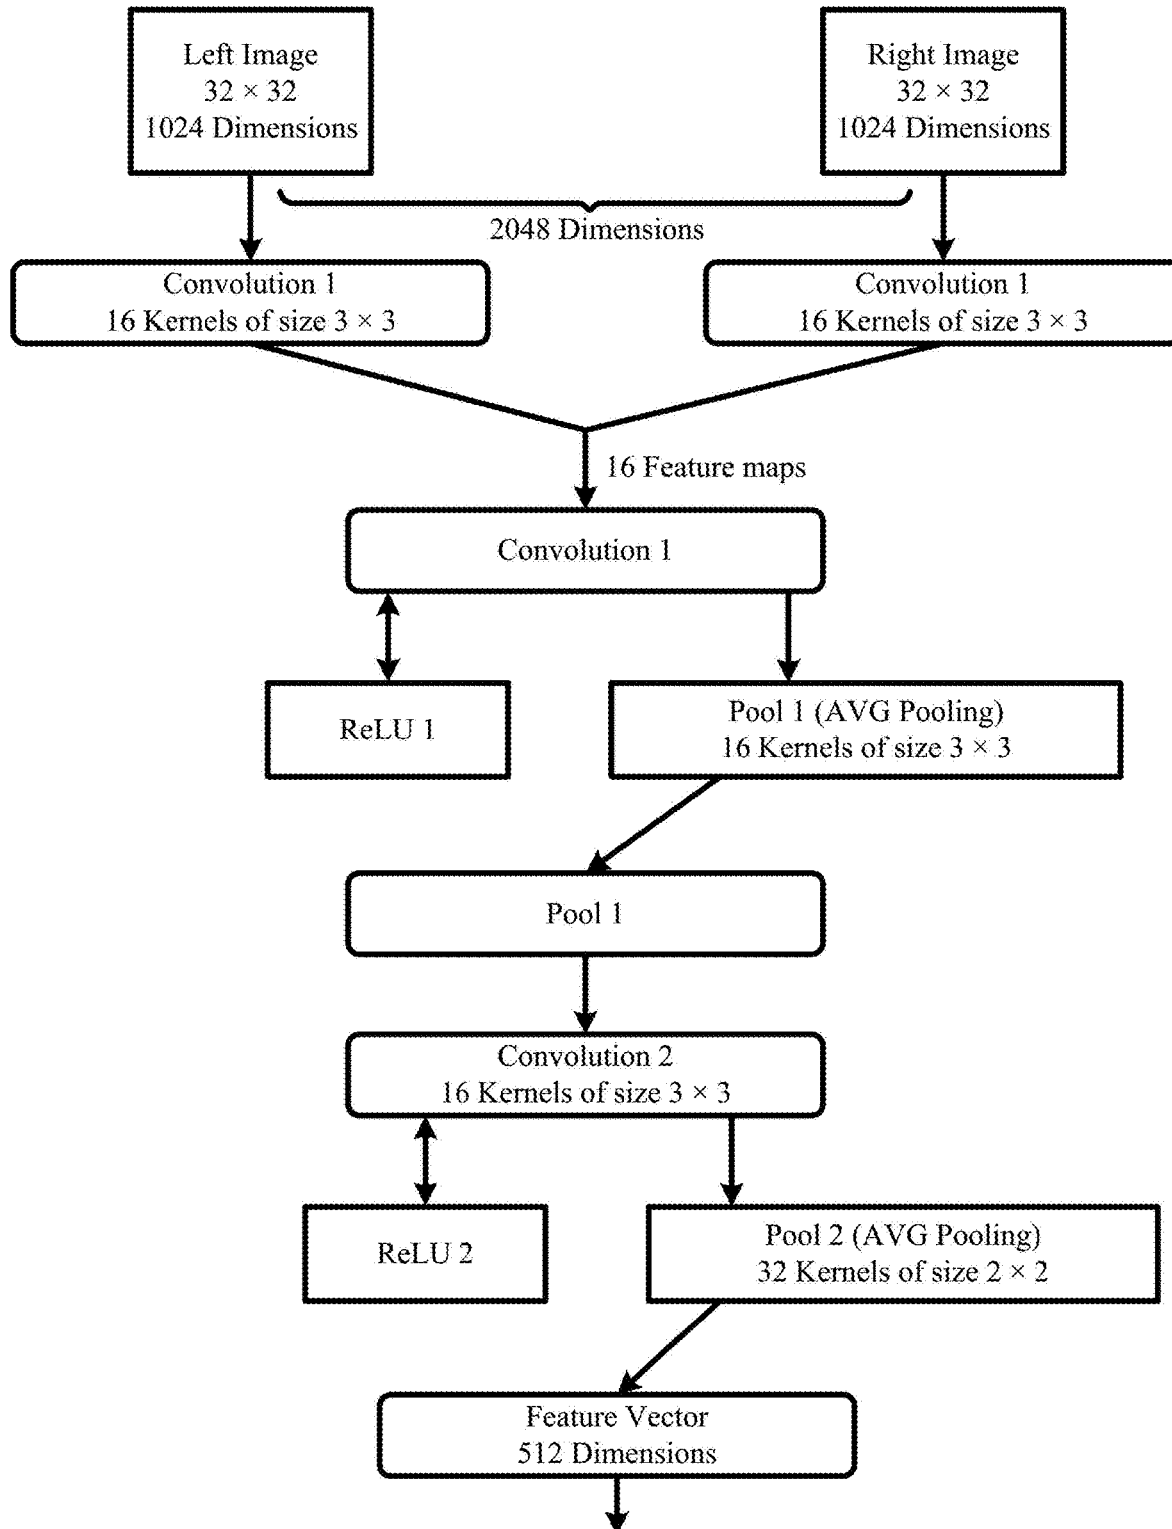 Left Image
32 × 32
1024 Dimensions
Right Image
32 × 32
1024 Dimensions
2048 Dimensions
Convolution 1
16 Kernels of size 3 × 3
Convolution 1
16 Kernels of size 3 × 3
16 Feature maps
Convolution 1
ReLU 1
Pool 1 (AVG Pooling)
16 Kernels of size 3 × 3
Pool 1
Convolution 2
16 Kernels of size 3 × 3
ReLU 2
Pool 2 (AVG Pooling)
32 Kernels of size 2 × 2
Feature Vector
512 Dimensions